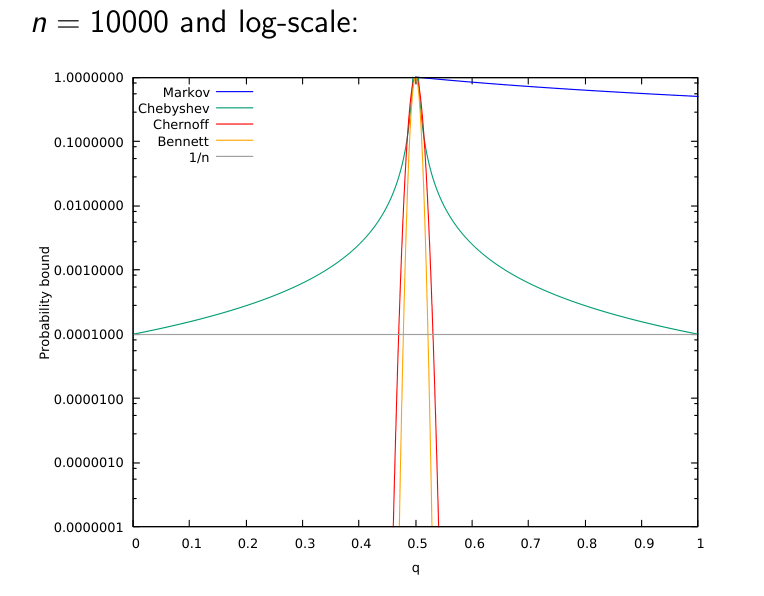 n = 10000 and log-scale:
1.0000000
0.1000000
0.0100000
0.0010000
0.0001000
0.0000100
0.0000010
0.0000001
Probability bound
Markov
Chebyshev
Chernoff
Bennett
1/n
0 0.1 0.2 0.3 0.4 0.5 0.6 0.7 0.8 0.9 1
q